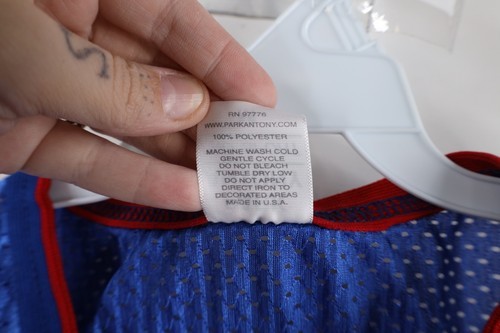 RN 97776
WWW.PARKANTONY.COM
100% POLYESTER
MACHINE WASH COLD
GENTLE CYCLE
DO NOT BLEACH
TUMBLE DRY LOW
DO NOT APPLY
DIRECT IRON TO
DECORATED AREAS
MADE IN U.S.A.